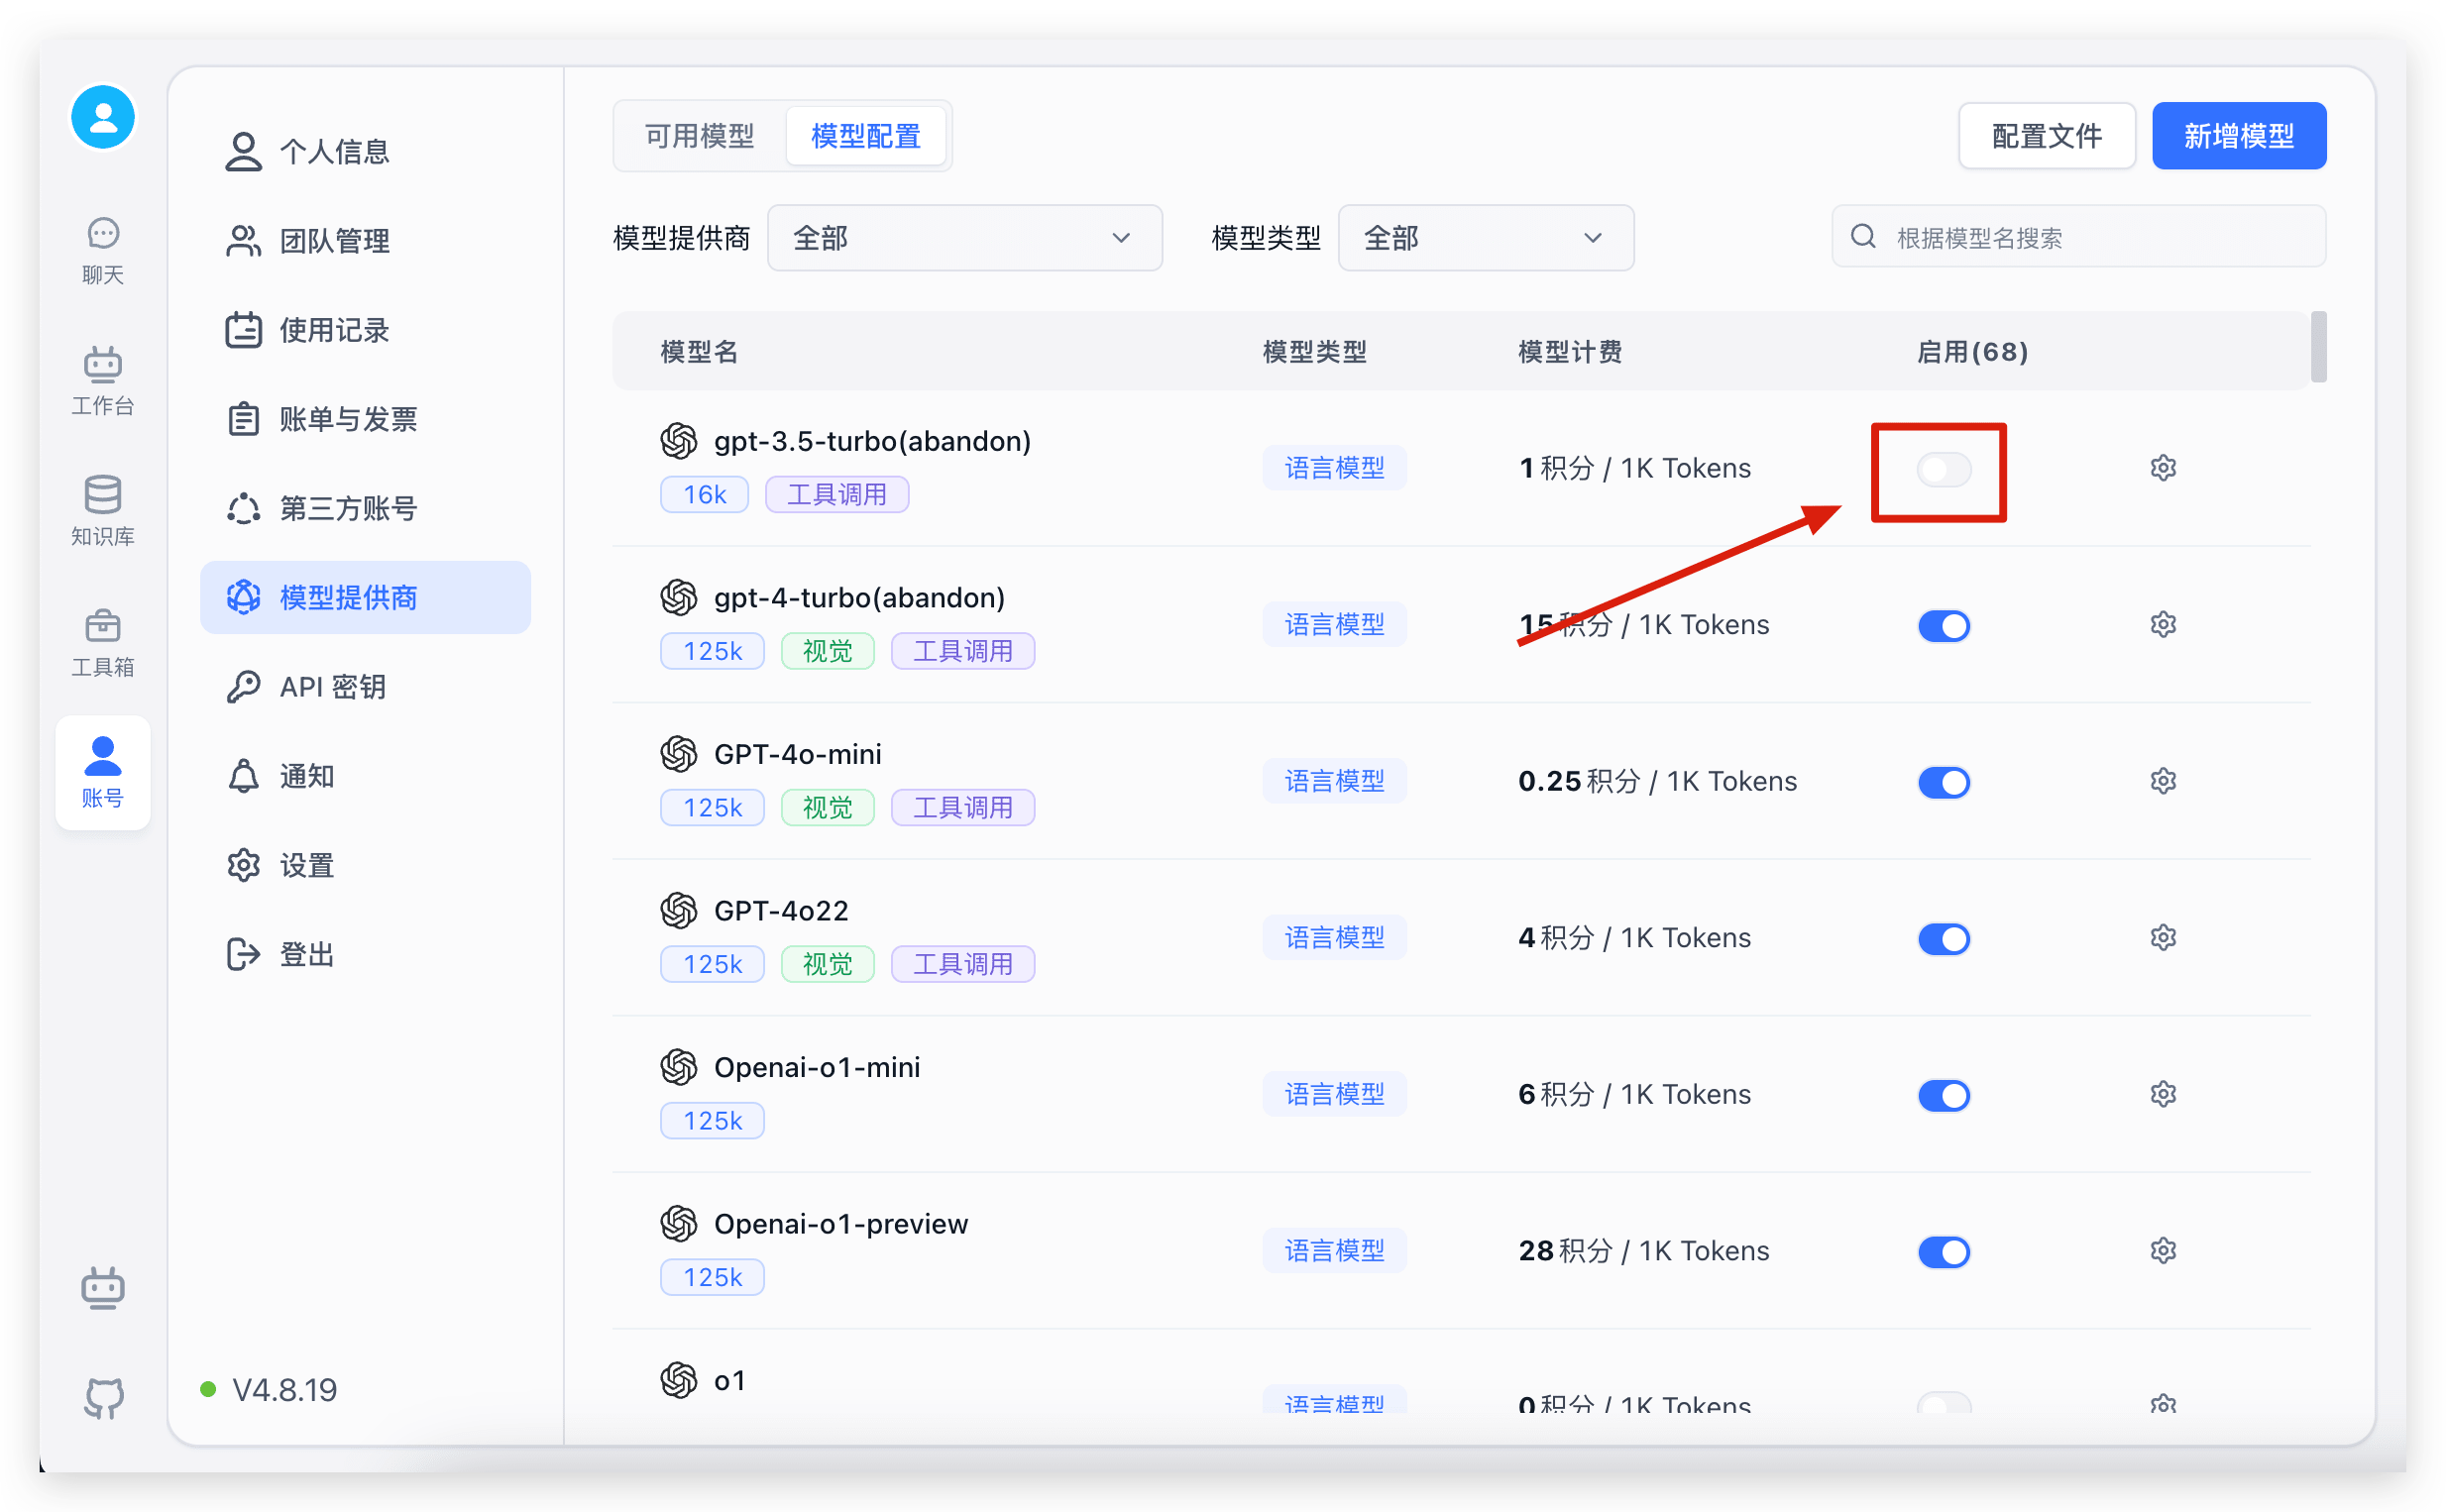 聊天
工作台
知识库
工具箱
账号
个人信息
团队管理
使用记录
账单与发票
第三方账号
模型提供商
API 密钥
通知
设置
登出
V4.8.19
可用模型 模型配置 配置文件 新增模型
模型提供商 全部 模型类型 全部 根据模型名搜索
模型名 模型类型 模型计费 启用(68)
gpt-3.5-turbo(abandon)
16k 工具调用
语言模型 1 积分 / 1K Tokens
gpt-4-turbo(abandon)
125k 视觉 工具调用
语言模型 15 积分 / 1K Tokens
GPT-4o-mini
125k 视觉 工具调用
语言模型 0.25 积分 / 1K Tokens
GPT-4o22
125k 视觉 工具调用
语言模型 4 积分 / 1K Tokens
Openai-o1-mini
125k
语言模型 6 积分 / 1K Tokens
Openai-o1-preview
125k
语言模型 28 积分 / 1K Tokens
o1
语言模型 0 积分 / 1K Tokens